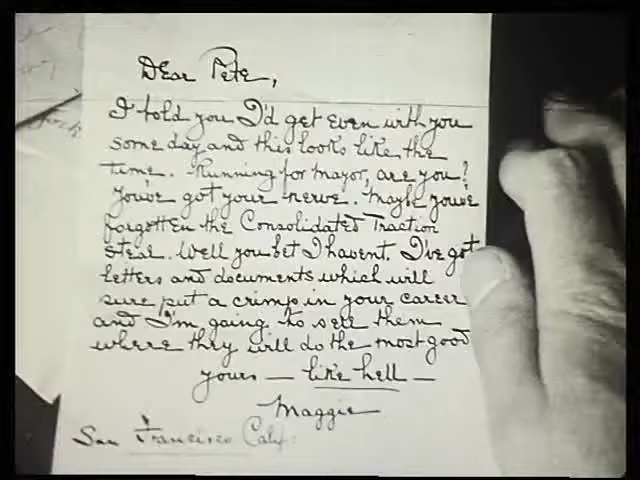 Dear Pete,
I told you I'd get even with you
some day and this looks like the
time. Running for mayor, are you?
You've got your nerve. Maybe you've
forgotten the Consolidated Traction
steal. Well you bet I havent. I've got
letters and documents which will
sure put a crimp in your career
and I'm going to sell them
where they will do the most good
yours — like hell —
Maggie
San Francisco Calif.